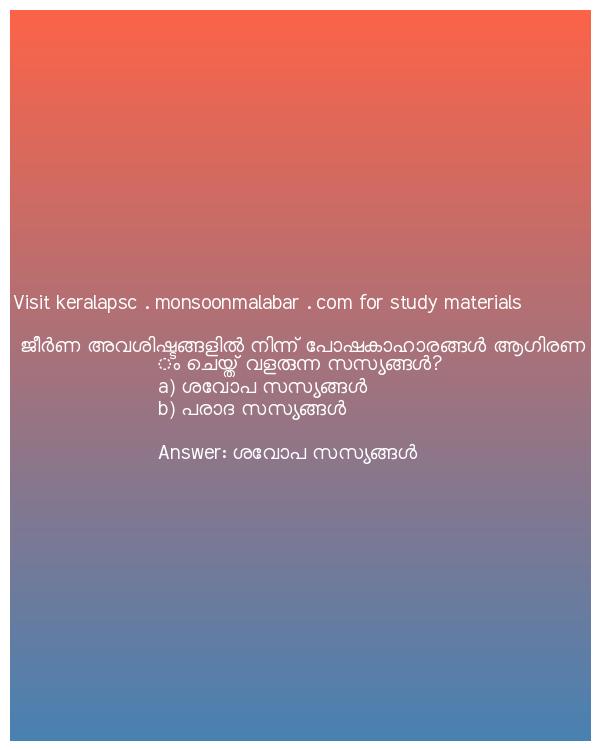 Visit keralapsc . monsoonmalabar . com for study materials
ജീർണ അവശിഷ്ടങ്ങളിൽ നിന്ന് പോഷകാഹാരങ്ങൾ ആഗിരണ
ം ചെയ്ത് വളരുന്ന സസ്യങ്ങൾ?
a) ശവോപ സസ്യങ്ങൾ
b) പരാദ സസ്യങ്ങൾ
Answer: ശവോപ സസ്യങ്ങൾ